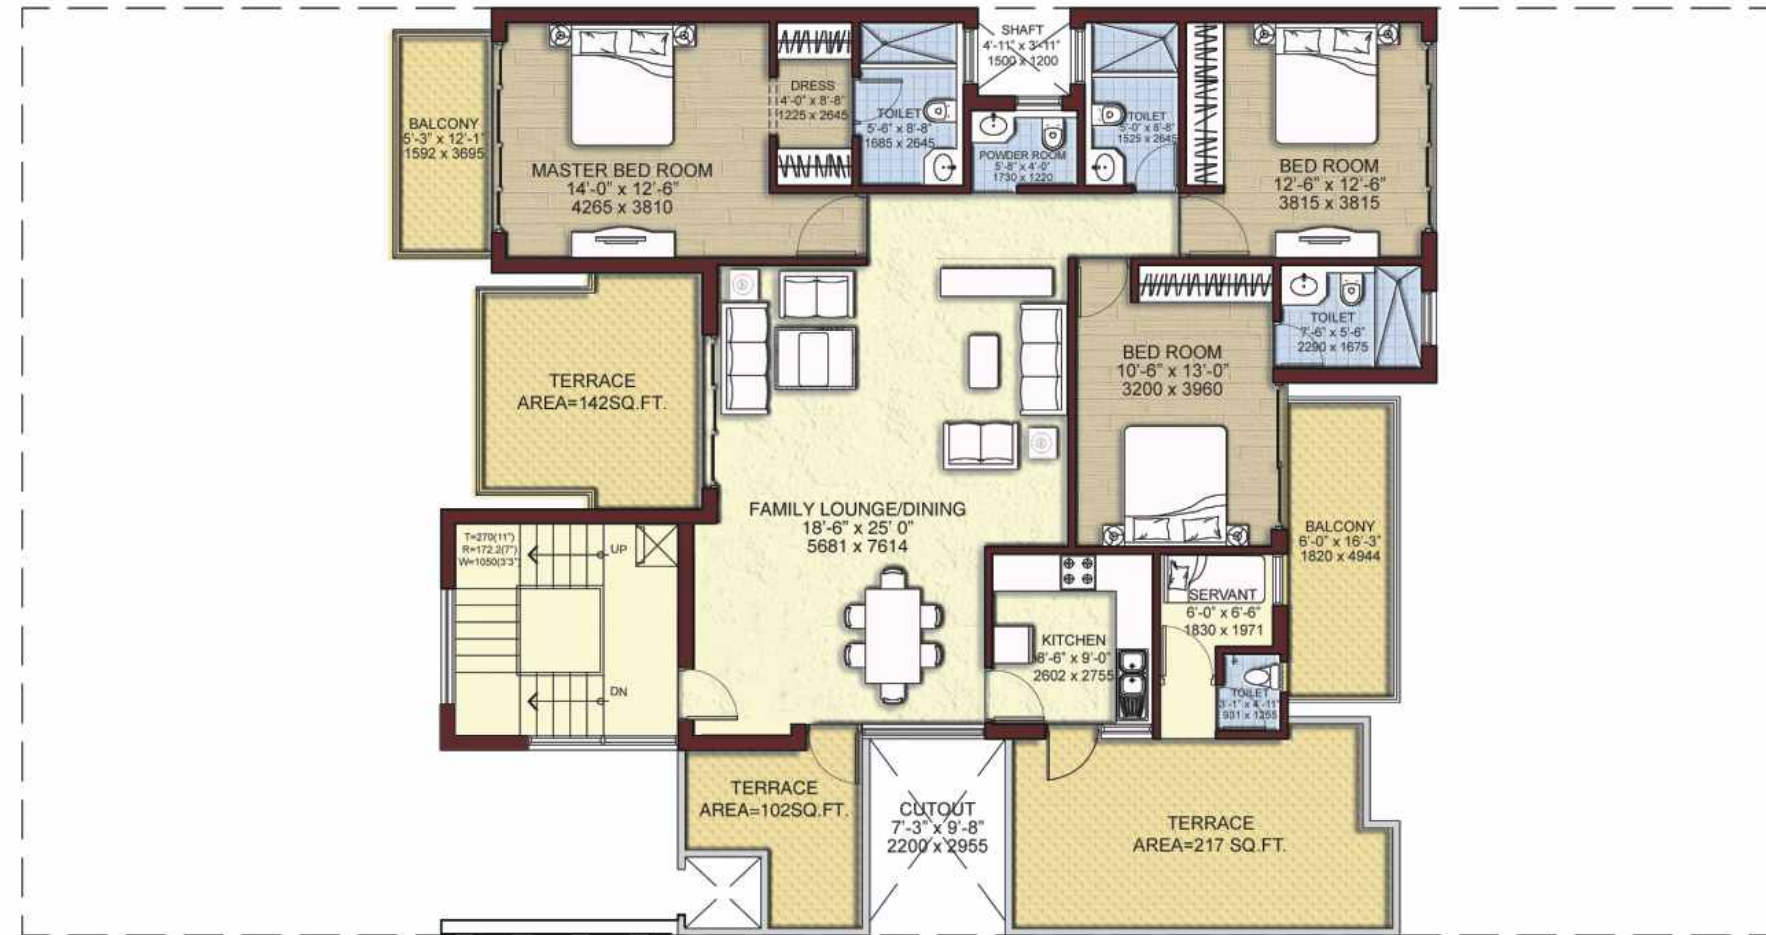 SHAFT
4'-11" x 3'-11"
1500 x 1200
BALCONY
5'-3" x 12'-1"
1592 x 3695
MASTER BED ROOM
14'-0" x 12'-6"
4265 x 3810
DRESS
4'-0" x 8'-8"
1225 x 2645
TOILET
5'-6" x 8'-8"
1685 x 2645
POWDER ROOM
5'-8" x 4'-0"
1730 x 1220
TOILET
5'-0" x 8'-8"
1525 x 2645
BED ROOM
12'-6" x 12'-6"
3815 x 3815
TERRACE
AREA=142SQ.FT.
BED ROOM
10'-6" x 13'-0"
3200 x 3960
TOILET
7'-6" x 5'-6"
2290 x 1675
FAMILY LOUNGE/DINING
18'-6" x 25' 0"
5681 x 7614
T=270(11")
R=172.2(7")
W=1050(3'3")
UP
DN
BALCONY
6'-0" x 16'-3"
1820 x 4944
SERVANT
6'-0" x 6'-6"
1830 x 1971
KITCHEN
8'-6" x 9'-0"
2602 x 2755
TOILET
3'-1" x 4'-11"
931 x 1255
TERRACE
AREA=102SQ.FT.
CUTOUT
7'-3" x 9'-8"
2200 x 2955
TERRACE
AREA=217 SQ.FT.